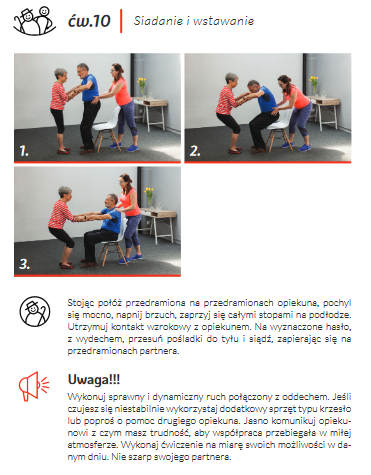 ćw.10 | Siadanie i wstawanie
1.
2.
3.
Stojąc połóż przedramiona na przedramionach opiekuna, pochyl
się mocno, napnij brzuch, zaprzyj się całymi stopami na podłodze.
Utrzymuj kontakt wzrokowy z opiekunem. Na wyznaczone hasło,
z wydechem, przesuń pośladki do tyłu i siądź, zapierając się na
przedramionach partnera.
Uwaga!!!
Wykonuj sprawny i dynamiczny ruch połączony z oddechem. Jeśli
czujesz się niestabilnie wykorzystaj dodatkowy sprzęt typu krzesło
lub poproś o pomoc drugiego opiekuna. Jasno komunikuj opieku-
nowi z czym masz trudność, aby współpraca przebiegała w miłej
atmosferze. Wykonaj ćwiczenie na miarę swoich możliwości w da-
nym dniu. Nie szarp swojego partnera.